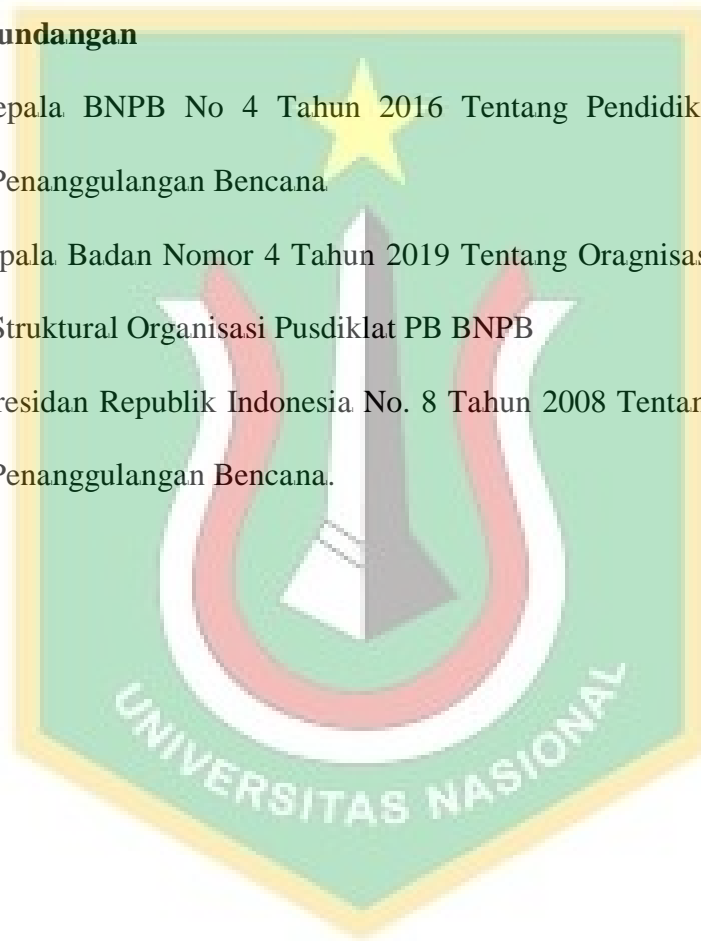 undangan
epala BNPB No 4 Tahun 2016 Tentang Pendidik
Penanggulangan Bencana
pala Badan Nomor 4 Tahun 2019 Tentang Oragnisas
Struktural Organisasi Pusdiklat PB BNPB
residan Republik Indonesia No. 8 Tahun 2008 Tentan
Penanggulangan Bencana.
UNIVERSITAS NASIONAL